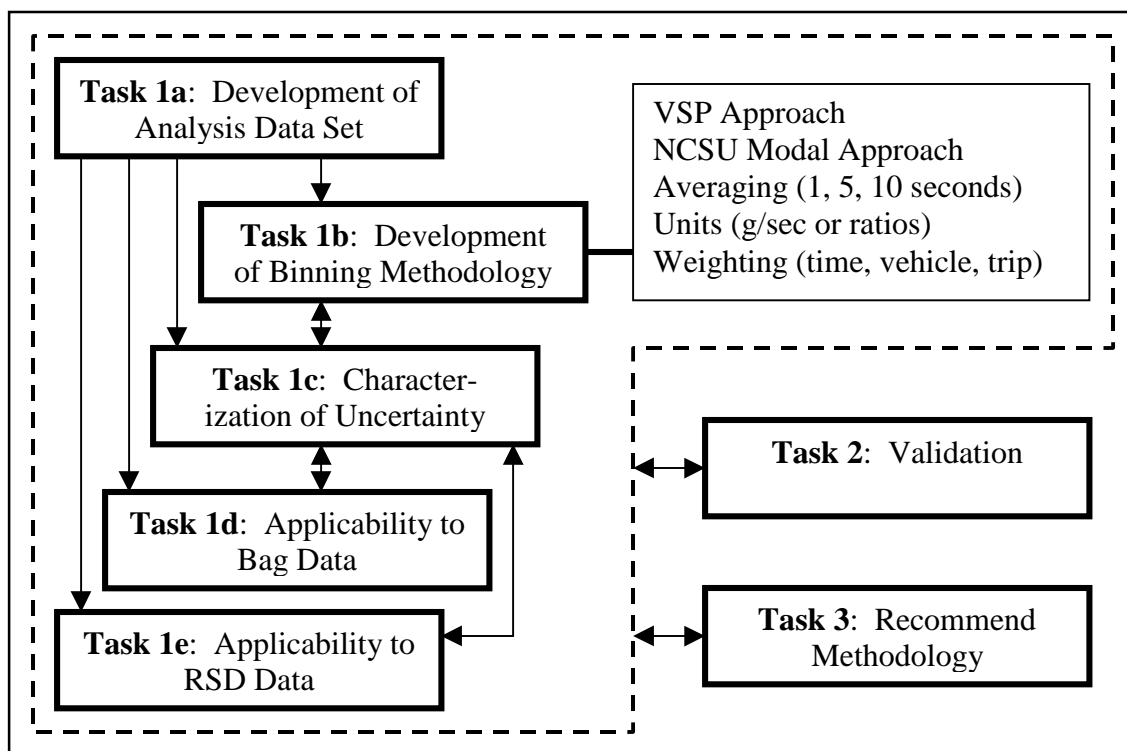 Task 1a:  Development of
Analysis Data Set
VSP Approach
NCSU Modal Approach
Averaging (1, 5, 10 seconds)
Units (g/sec or ratios)
Weighting (time, vehicle, trip)
Task 1b:  Development
of Binning Methodology
Task 1c:  Character-
ization of Uncertainty
Task 2:  Validation
Task 1d:  Applicability to
Bag Data
Task 1e:  Applicability to
RSD Data
Task 3:  Recommend
Methodology